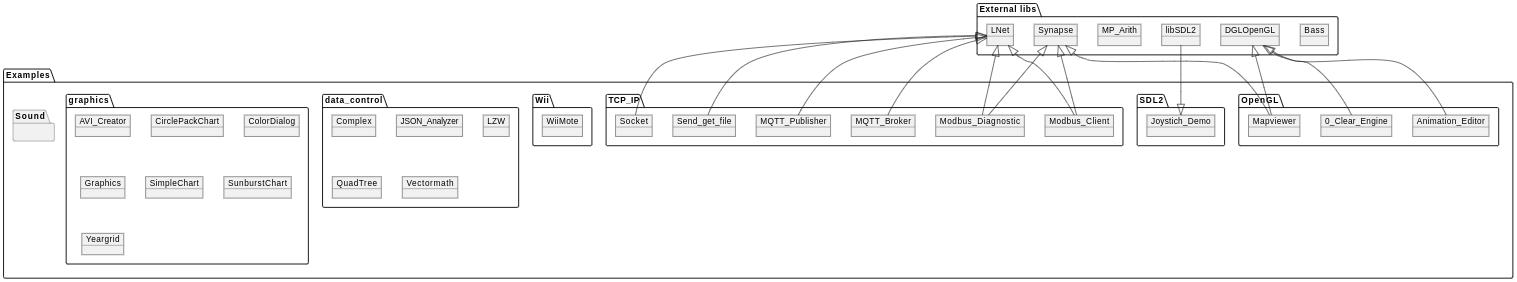 External libs
LNet
Synapse
MP_Arith
libSDL2
DGLOpenGL
Bass
Examples
Sound
graphics
AVI_Creator
CirclePackChart
ColorDialog
Graphics
SimpleChart
SunburstChart
Yeargrid
data_control
Complex
JSON_Analyzer
LZW
QuadTree
Vectormath
Wii
WiiMote
TCP_IP
Socket
Send_get_file
MQTT_Publisher
MQTT_Broker
Modbus_Diagnostic
Modbus_Client
SDL2
Joystich_Demo
OpenGL
Mapviewer
0_Clear_Engine
Animation_Editor